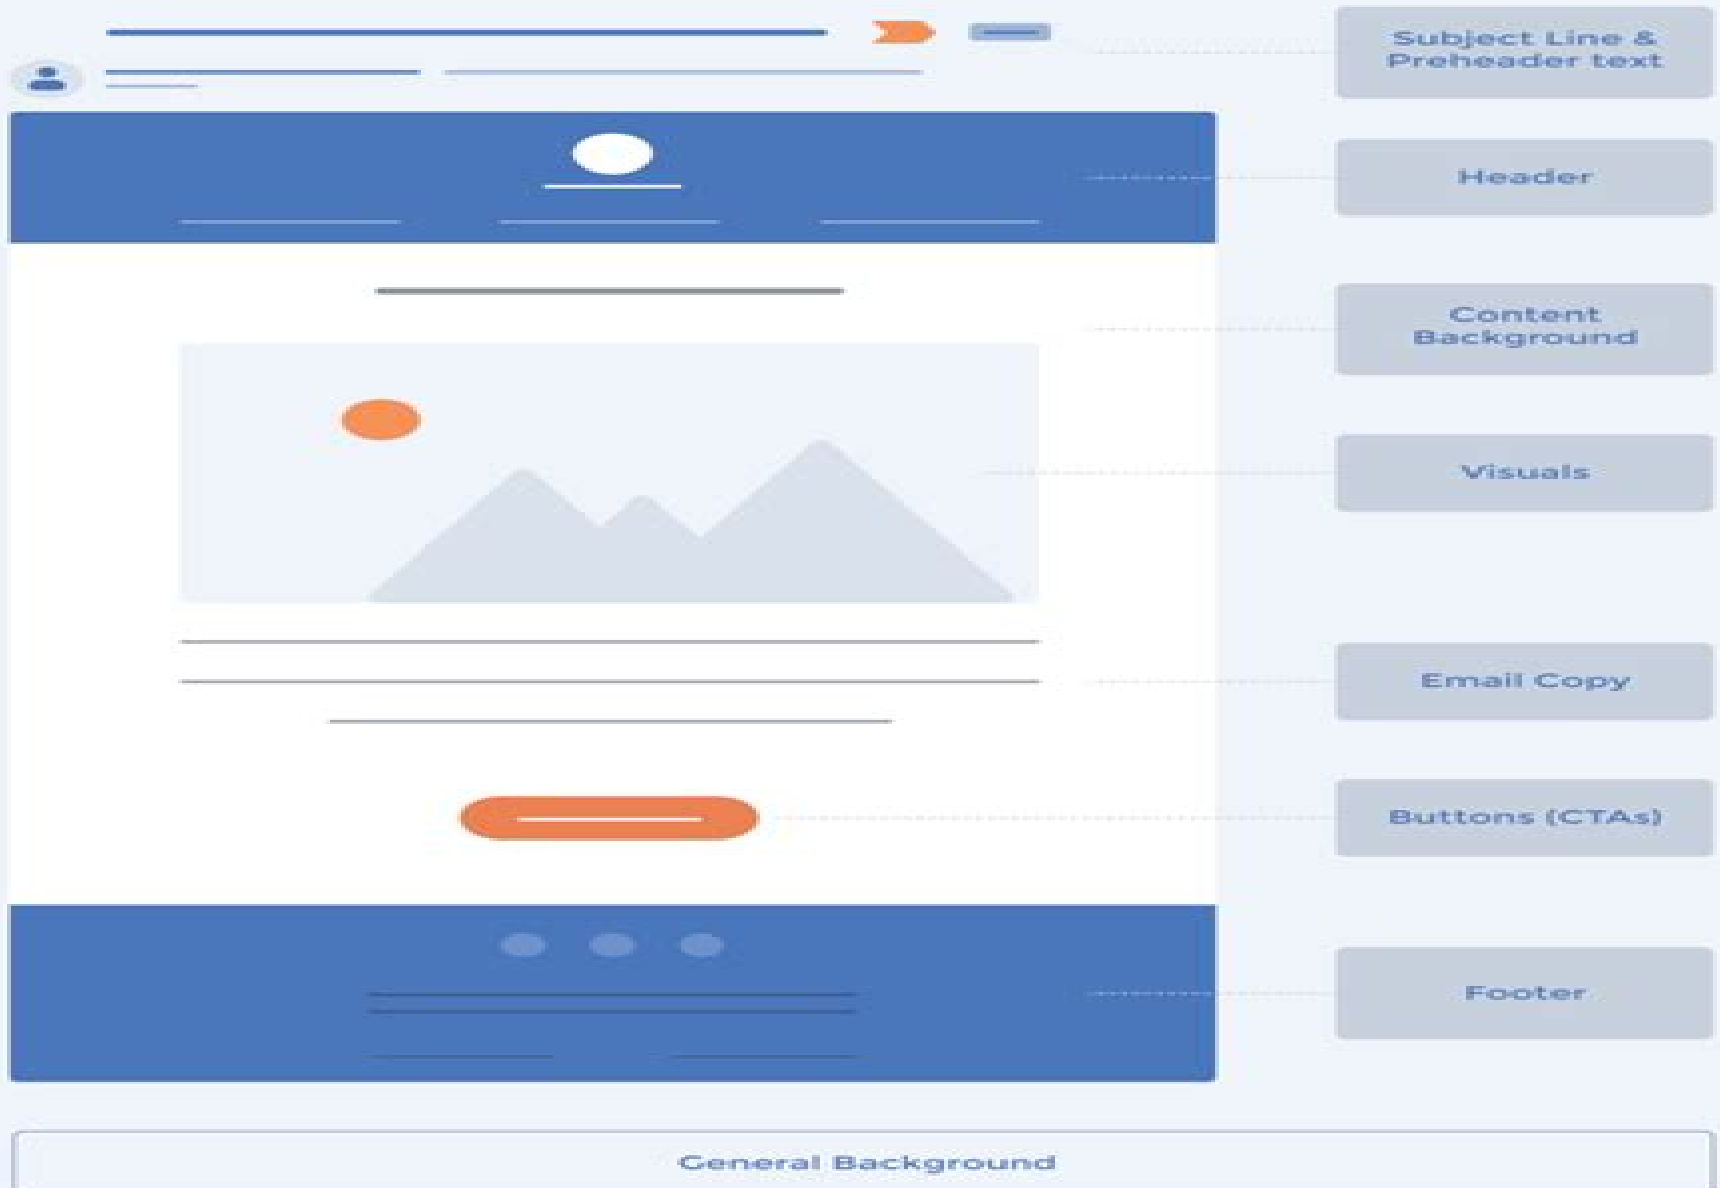 Subject Line &
Preheader text
Header
Content
Background
Visuals
Email Copy
Buttons (CTAs)
Footer
General Background